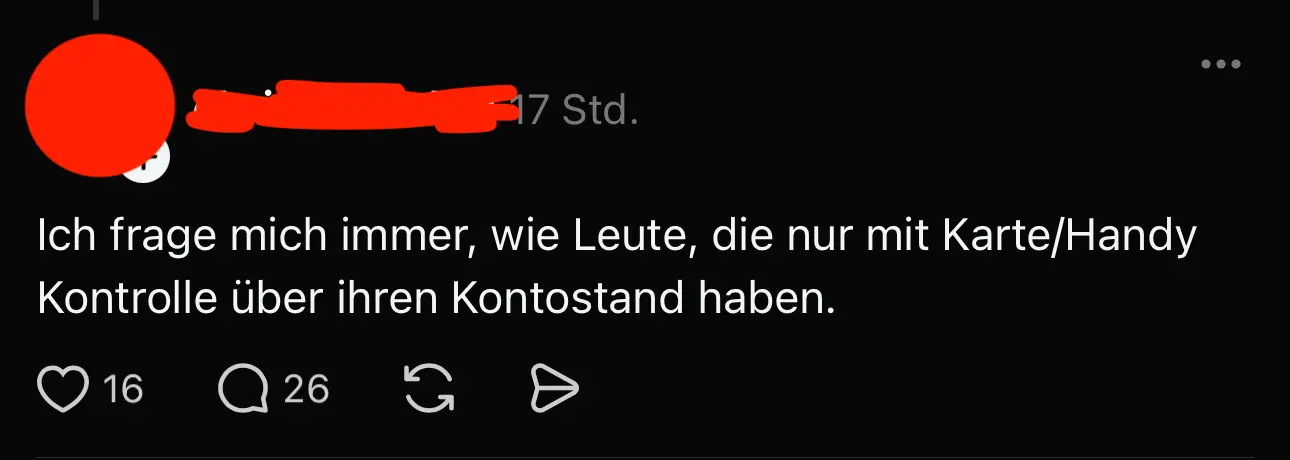 17 Std.
Ich frage mich immer, wie Leute, die nur mit Karte/Handy
Kontrolle über ihren Kontostand haben.
16 26